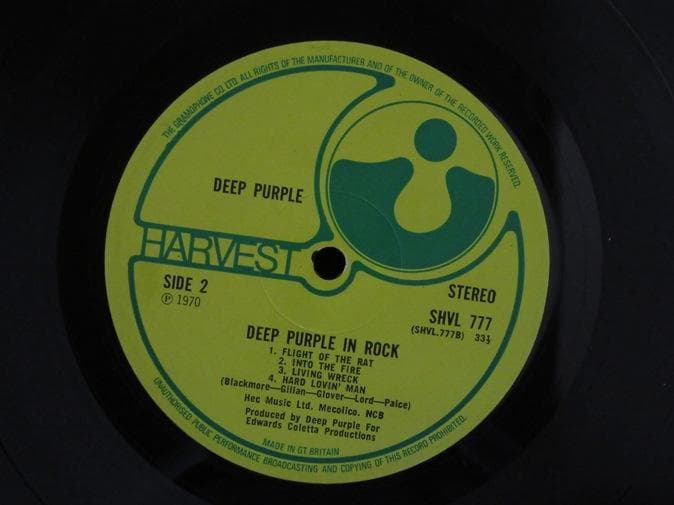 THE GRAMOPHONE CO LTD. ALL RIGHTS OF THE MANUFACTURER AND OF THE OWNER OF THE RECORDED WORK RESERVED.
DEEP PURPLE
HARVEST
SIDE 2
Ⓟ 1970
STEREO
SHVL 777
(SHVL.777B) 33⅓
DEEP PURPLE IN ROCK
1. FLIGHT OF THE RAT
2. INTO THE FIRE
3. LIVING WRECK
4. HARD LOVIN' MAN
(Blackmore—Gillan—Glover—Lord—Paice)
Hec Music Ltd. Mecolico. NCB
Produced by Deep Purple For
Edwards Coletta Productions
MADE IN GT. BRITAIN
UNAUTHORISED PUBLIC PERFORMANCE BROADCASTING AND COPYING OF THIS RECORD PROHIBITED.